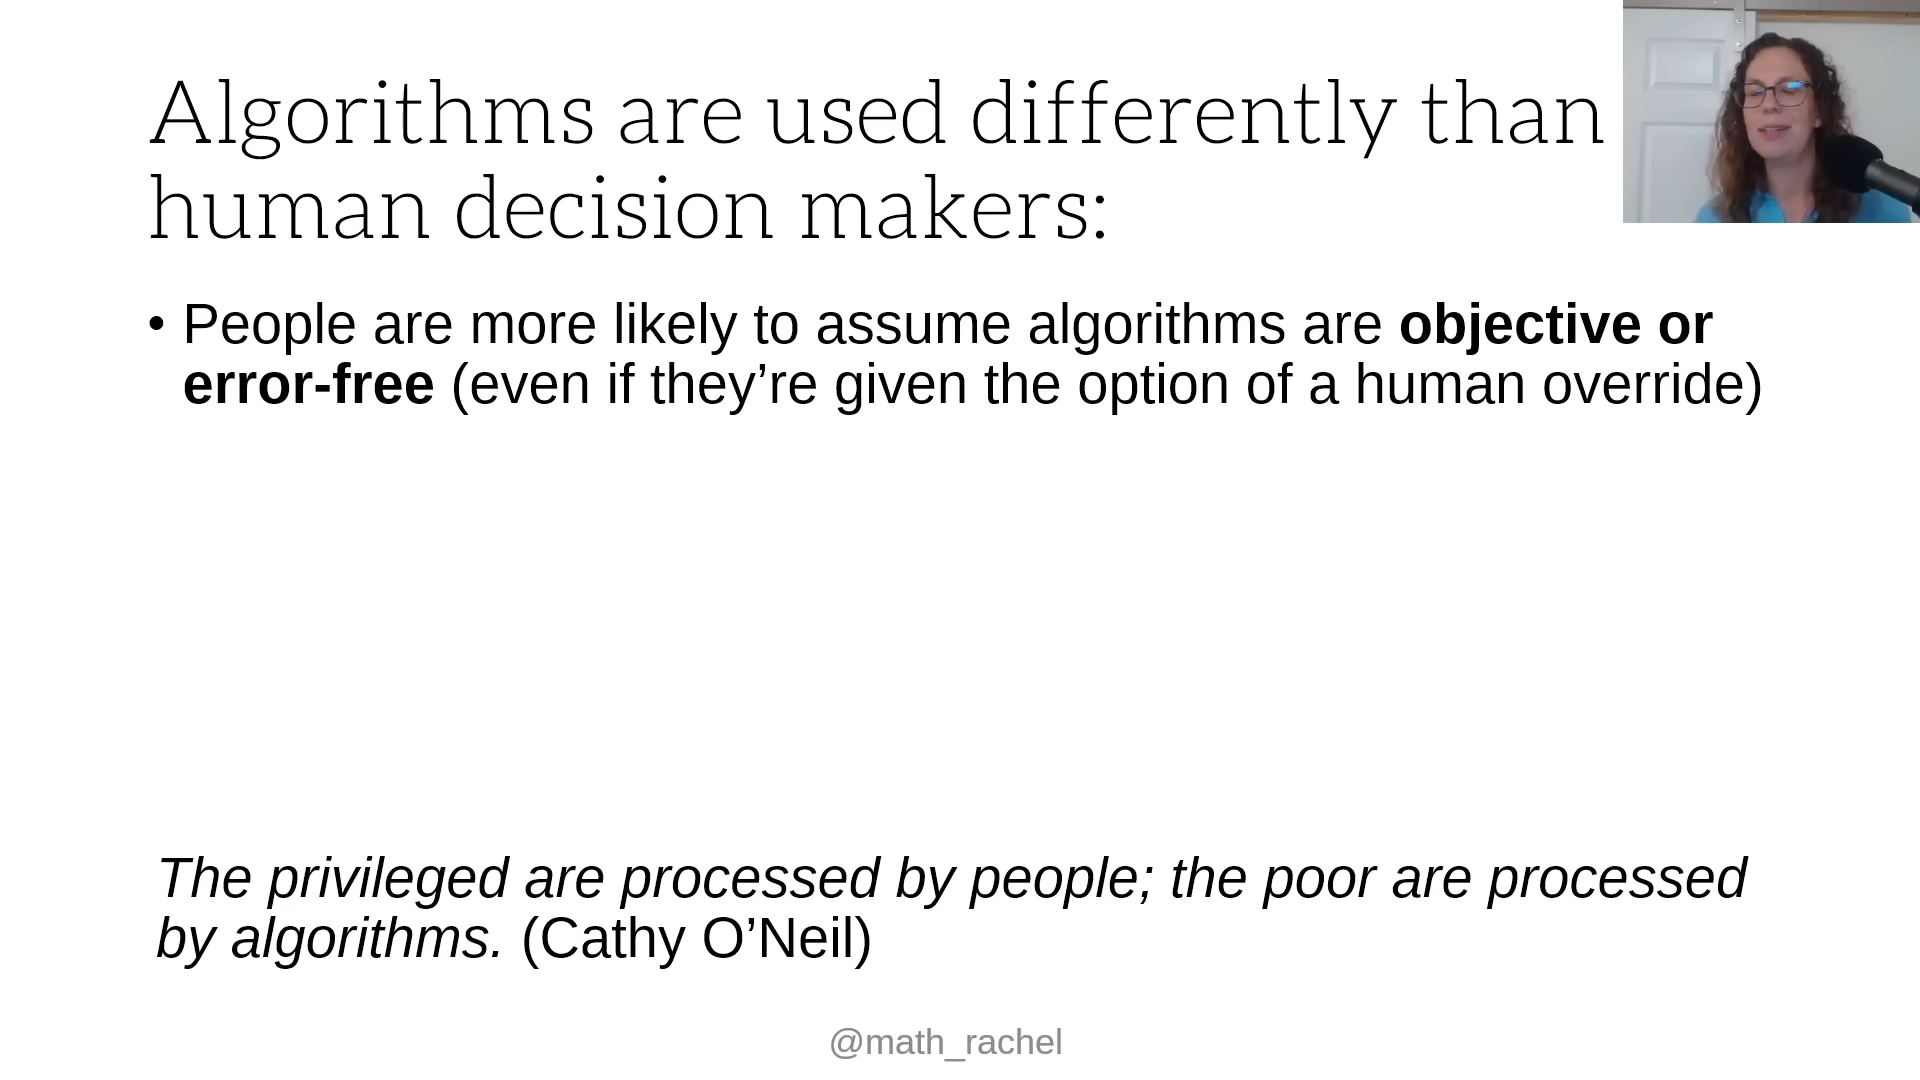 Algorithms are used differently than
human decision makers:
• People are more likely to assume algorithms are objective or
error-free (even if they’re given the option of a human override)
The privileged are processed by people; the poor are processed
by algorithms. (Cathy O’Neil)
@math_rachel